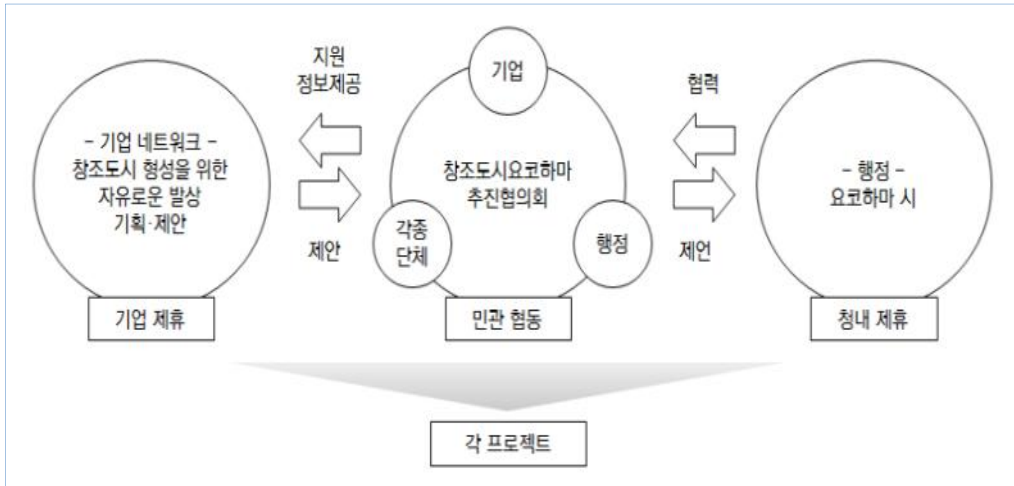 지원
정보제공
- 기업 네트워크 -
창조도시 형성을 위한
자유로운 발상
기획·제안
제안
기업 제휴
기업
창조도시요코하마
추진협의회
각종
단체
행정
민관 협동
협력
제언
- 행정 -
요코하마 시
청내 제휴
각 프로젝트